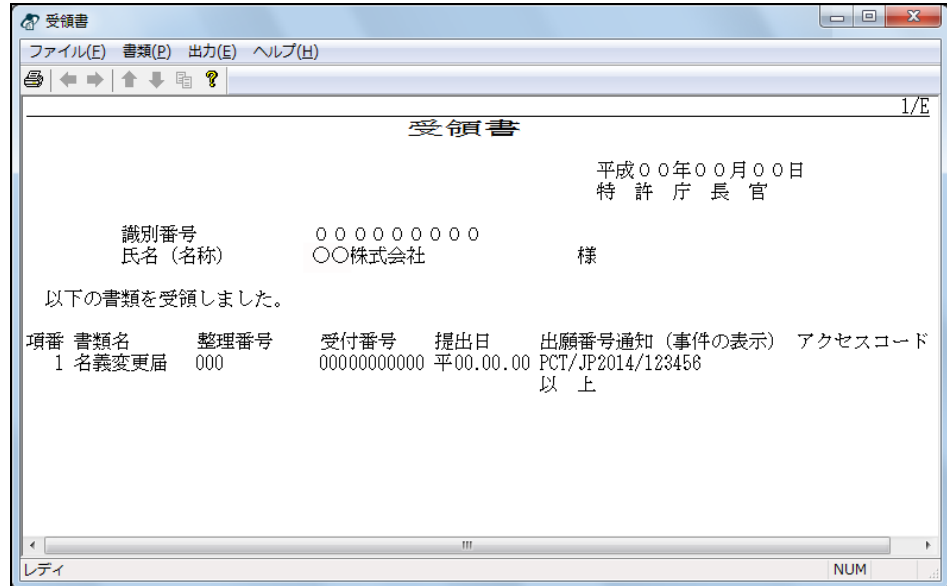 受領書
ファイル(F) 書類(P) 出力(E) ヘルプ(H)
1/E
受領書
平成００年００月００日
特 許 庁 長 官
識別番号 ０００００００００
氏名（名称） 〇〇株式会社 様
以下の書類を受領しました。
項番 書類名 整理番号 受付番号 提出日 出願番号通知（事件の表示） アクセスコード
1 名義変更届 000 00000000000 平00.00.00 PCT/JP2014/123456
以 上
レディ NUM